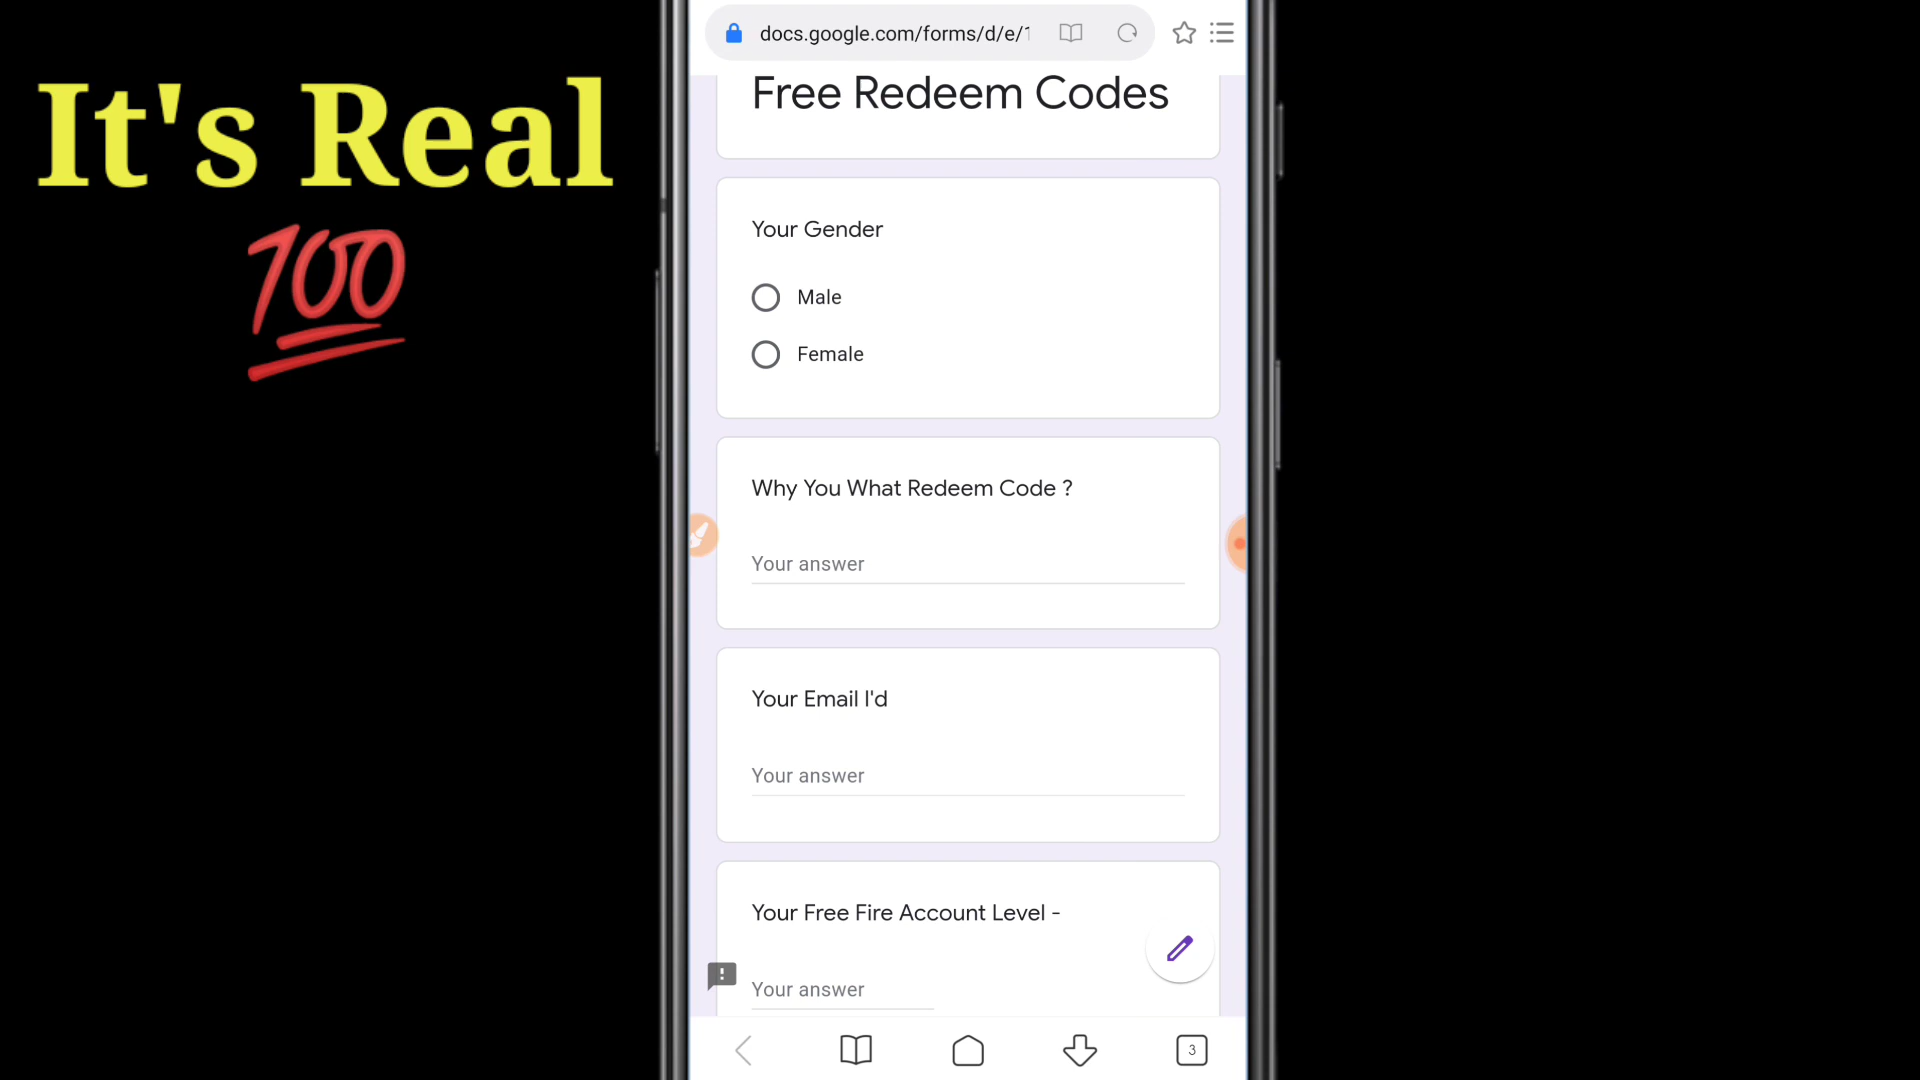 It's Real
💯
docs.google.com/forms/d/e/1
Free Redeem Codes
Your Gender
Male
Female
Why You What Redeem Code ?
Your answer
Your Email I'd
Your answer
Your Free Fire Account Level -
Your answer
3